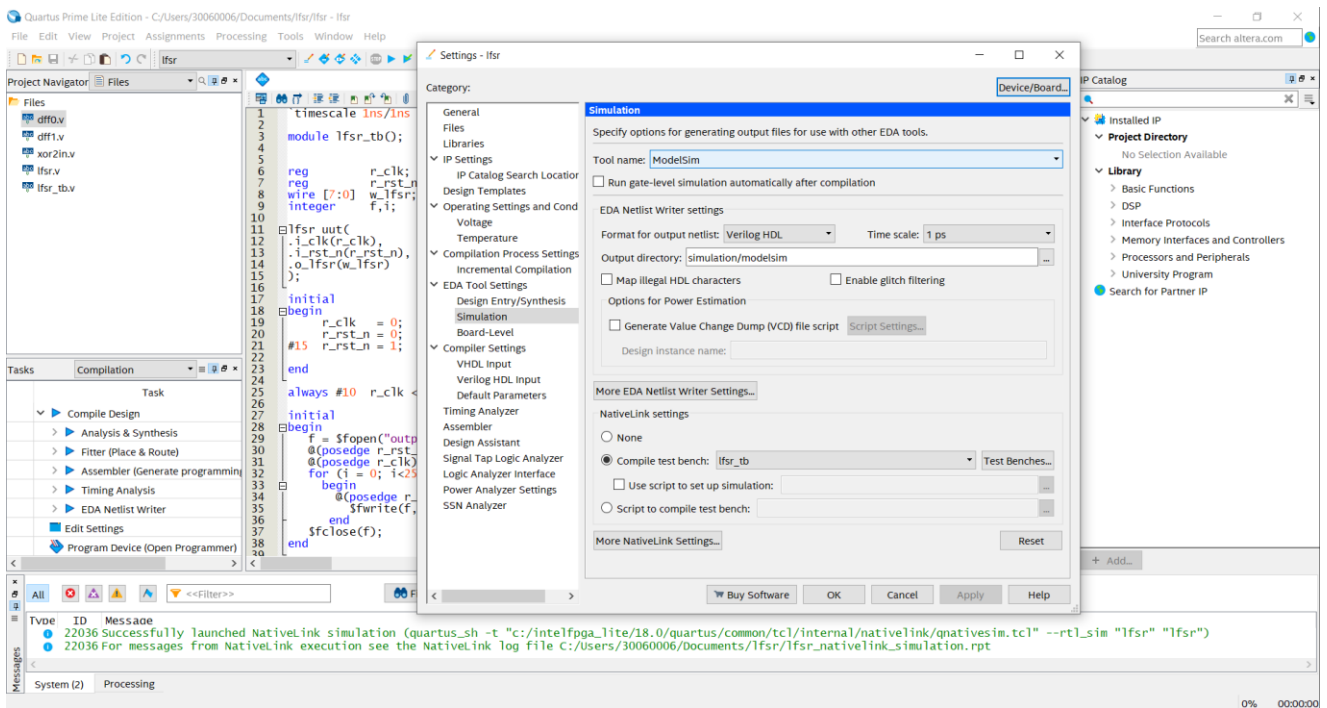 Quartus Prime Lite Edition - C:/Users/30060006/Documents/lfsr/lfsr - lfsr
File Edit View Project Assignments Processing Tools Window Help
Search altera.com
lfsr
Project Navigator Files
Files
dff0.v
dff1.v
xor2in.v
lfsr.v
lfsr_tb.v
Tasks Compilation
Task
Compile Design
Analysis & Synthesis
Fitter (Place & Route)
Assembler (Generate programming
Timing Analysis
EDA Netlist Writer
Edit Settings
Program Device (Open Programmer)
1 `timescale 1ns/1ns
2
3 module lfsr_tb();
4
5
6 reg r_clk;
7 reg r_rst_n
8 wire [7:0] w_lfsr;
9 integer f,i;
10
11 lfsr uut(
12 .i_clk(r_clk),
13 .i_rst_n(r_rst_n),
14 .o_lfsr(w_lfsr)
15 );
16
17 initial
18 begin
19 r_clk = 0;
20 r_rst_n = 0;
21 #15 r_rst_n = 1;
22
23 end
24
25 always #10 r_clk <
26
27 initial
28 begin
29 f = $fopen("outp
30 @(posedge r_rst_
31 @(posedge r_clk)
32 for (i = 0; i<25
33 begin
34 @(posedge r_
35 $fwrite(f,
36 end
37 $fclose(f);
38 end
39
Settings - lfsr
Category:
Device/Board...
General
Files
Libraries
IP Settings
IP Catalog Search Location
Design Templates
Operating Settings and Cond
Voltage
Temperature
Compilation Process Settings
Incremental Compilation
EDA Tool Settings
Design Entry/Synthesis
Simulation
Board-Level
Compiler Settings
VHDL Input
Verilog HDL Input
Default Parameters
Timing Analyzer
Assembler
Design Assistant
Signal Tap Logic Analyzer
Logic Analyzer Interface
Power Analyzer Settings
SSN Analyzer
Simulation
Specify options for generating output files for use with other EDA tools.
Tool name: ModelSim
Run gate-level simulation automatically after compilation
EDA Netlist Writer settings
Format for output netlist: Verilog HDL Time scale: 1 ps
Output directory: simulation/modelsim ...
Map illegal HDL characters Enable glitch filtering
Options for Power Estimation
Generate Value Change Dump (VCD) file script Script Settings...
Design instance name:
More EDA Netlist Writer Settings...
NativeLink settings
None
Compile test bench: lfsr_tb Test Benches...
Use script to set up simulation: ...
Script to compile test bench: ...
More NativeLink Settings... Reset
Buy Software OK Cancel Apply Help
IP Catalog
Installed IP
Project Directory
No Selection Available
Library
Basic Functions
DSP
Interface Protocols
Memory Interfaces and Controllers
Processors and Peripherals
University Program
Search for Partner IP
+ Add...
All <<Filter>> F
Type ID Message
22036 Successfully launched NativeLink simulation (quartus_sh -t "c:/intelfpga_lite/18.0/quartus/common/tcl/internal/nativelink/qnativesim.tcl" --rtl_sim "lfsr" "lfsr")
22036 For messages from NativeLink execution see the NativeLink log file C:/Users/30060006/Documents/lfsr/lfsr_nativelink_simulation.rpt
Messages
System (2) Processing
0% 00:00:00